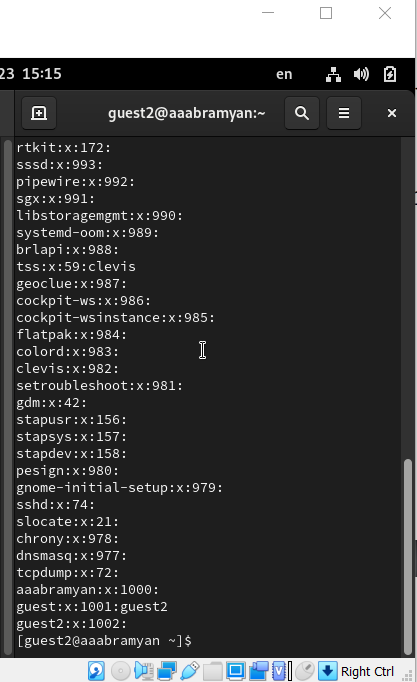 23 15:15
en
guest2@aaabramyan:~
rtkit:x:172:
sssd:x:993:
pipewire:x:992:
sgx:x:991:
libstoragemgmt:x:990:
systemd-oom:x:989:
brlapi:x:988:
tss:x:59:clevis
geoclue:x:987:
cockpit-ws:x:986:
cockpit-wsinstance:x:985:
flatpak:x:984:
colord:x:983:
clevis:x:982:
setroubleshoot:x:981:
gdm:x:42:
stapusr:x:156:
stapsys:x:157:
stapdev:x:158:
pesign:x:980:
gnome-initial-setup:x:979:
sshd:x:74:
slocate:x:21:
chrony:x:978:
dnsmasq:x:977:
tcpdump:x:72:
aaabramyan:x:1000:
guest:x:1001:guest2
guest2:x:1002:
[guest2@aaabramyan ~]$
Right Ctrl